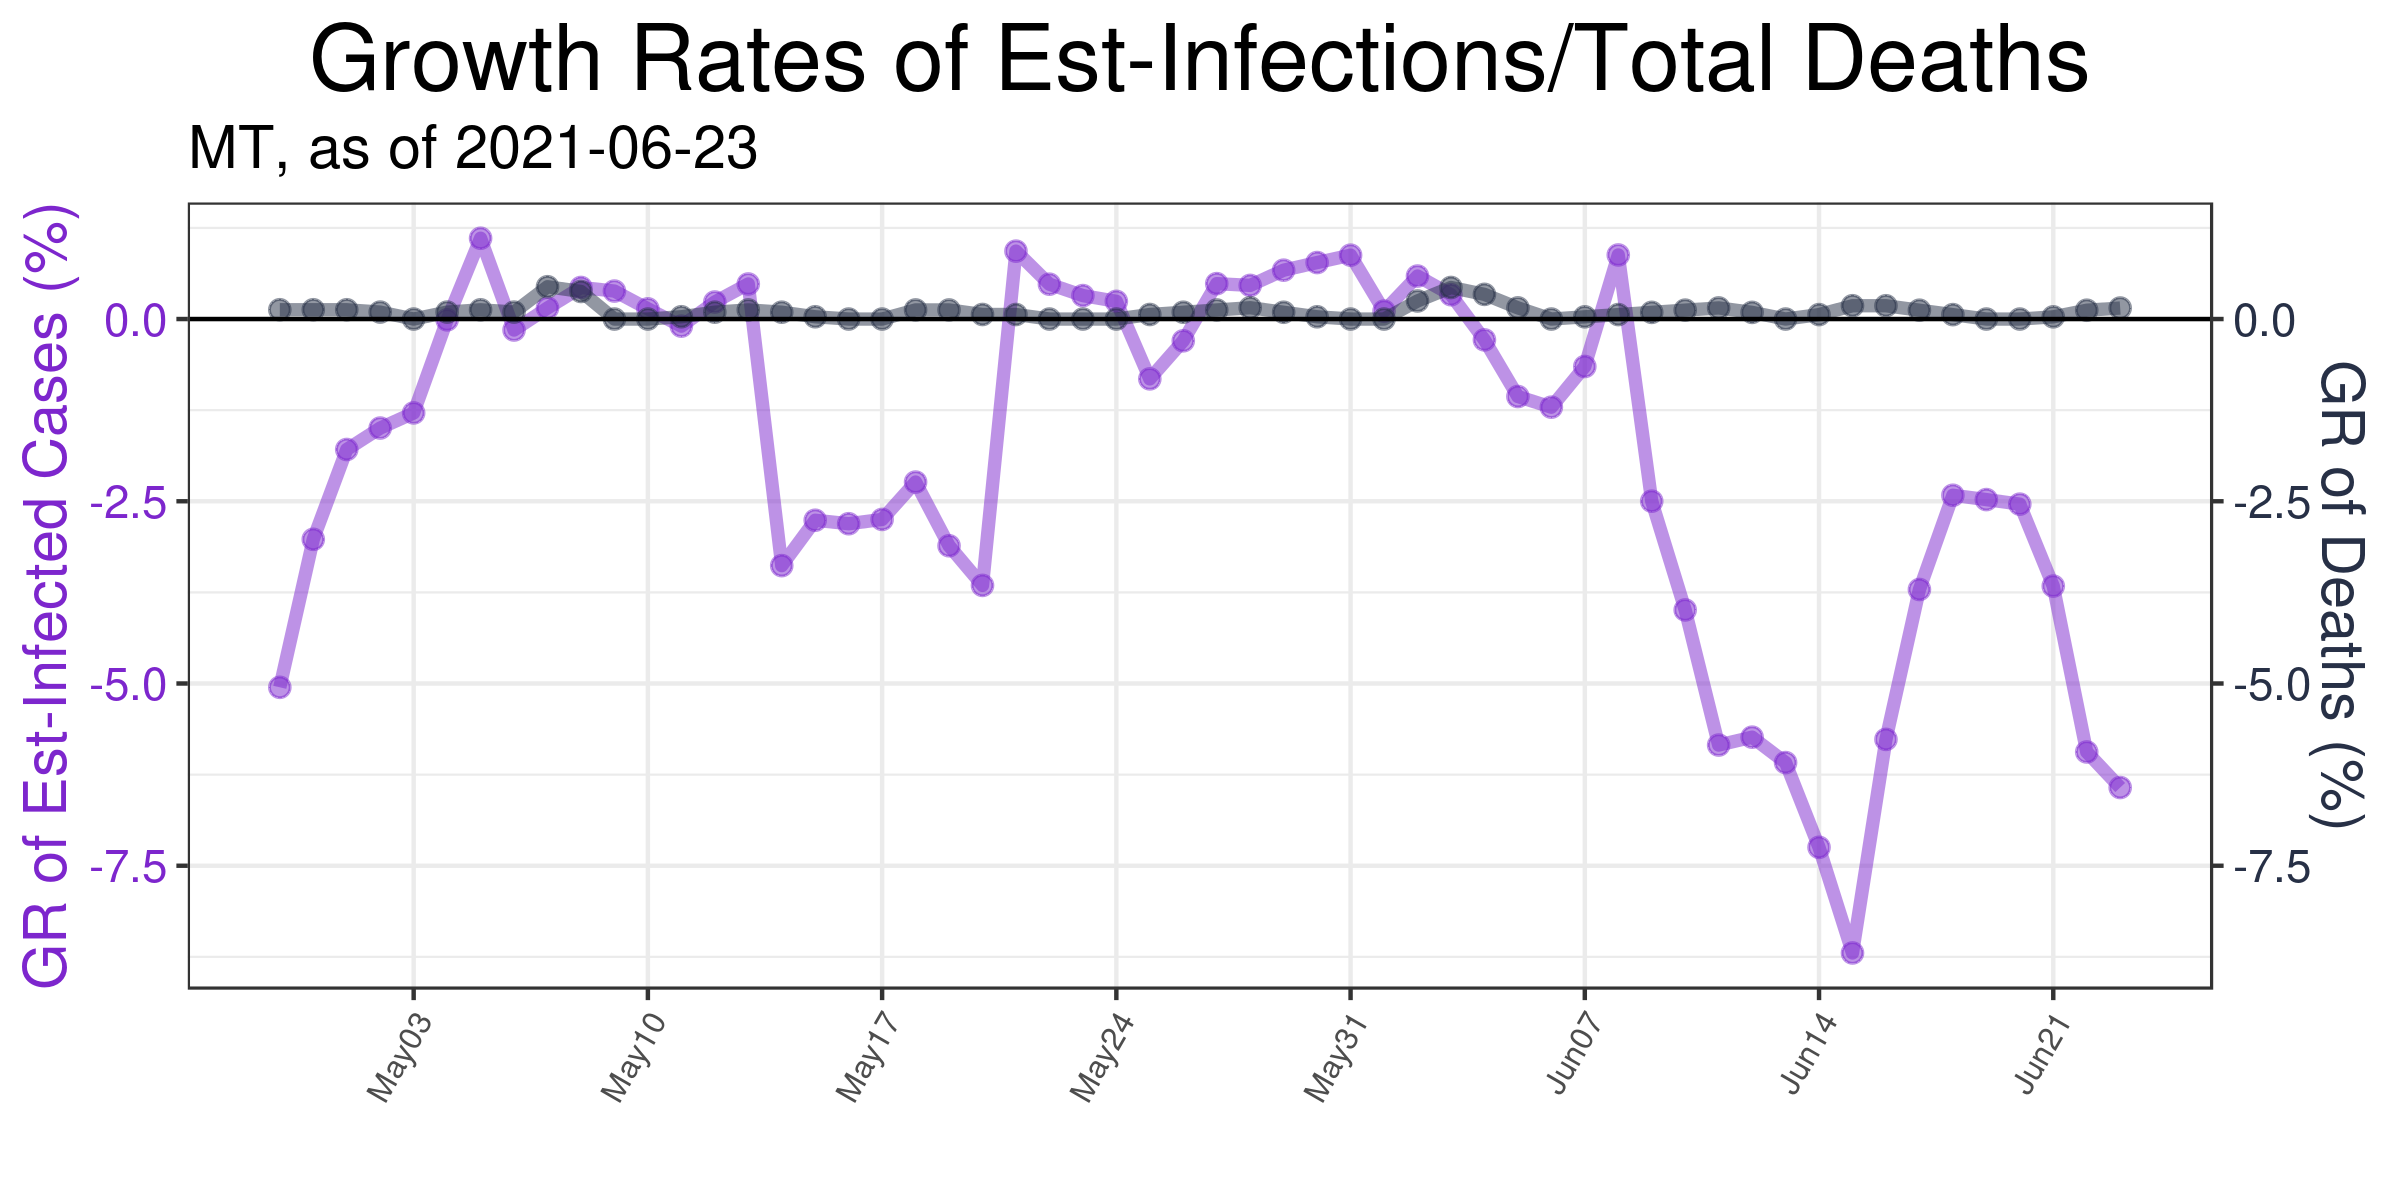 Growth Rates of Est-Infections/Total Deaths
MT, as of 2021-06-23
GR of Est-Infected Cases (%)
0.0
-2.5
-5.0
-7.5
0.0
-2.5
-5.0
-7.5
GR of Deaths (%)
May03
May10
May17
May24
May31
Jun07
Jun14
Jun21